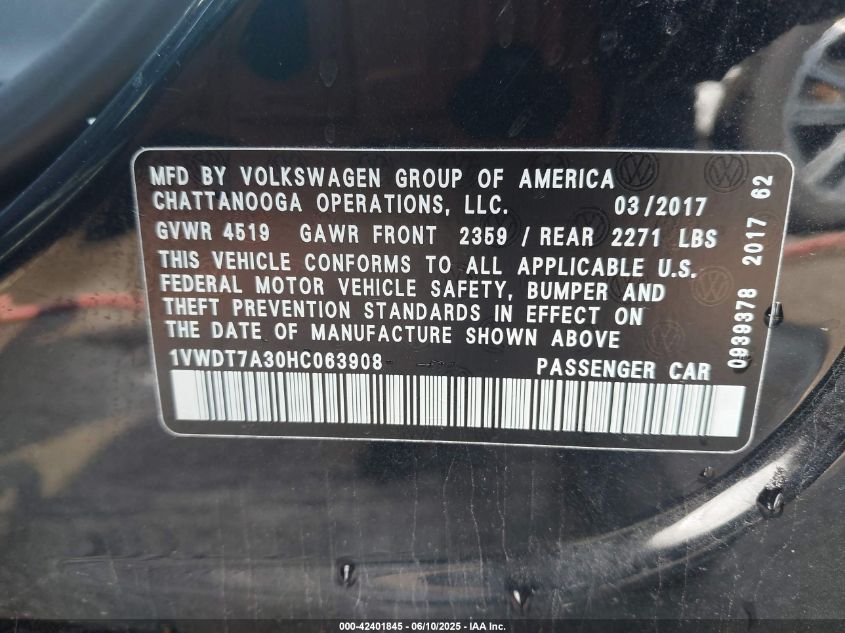 MFD BY VOLKSWAGEN GROUP OF AMERICA
CHATTANOOGA OPERATIONS, LLC. 03/2017
GVWR 4519 GAWR FRONT 2359 / REAR 2271 LBS
THIS VEHICLE CONFORMS TO ALL APPLICABLE U.S.
FEDERAL MOTOR VEHICLE SAFETY, BUMPER AND
THEFT PREVENTION STANDARDS IN EFFECT ON
THE DATE OF MANUFACTURE SHOWN ABOVE
1VWDT7A30HC063908 PASSENGER CAR
0939378 2017 62
000-42401845 - 06/10/2025 - IAA Inc.